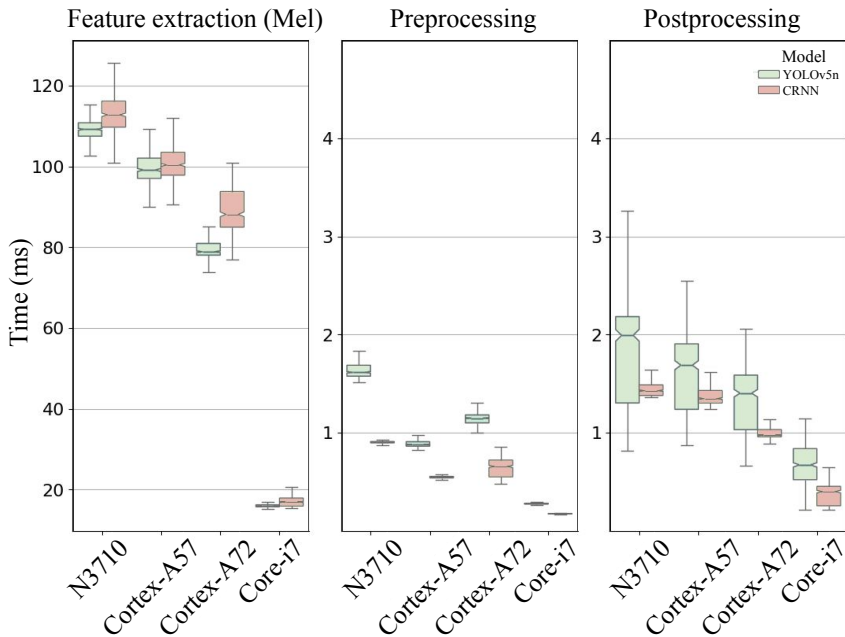 Feature extraction (Mel)
Preprocessing
Postprocessing
Time (ms)
120
100
80
60
40
20
4
3
2
1
4
3
2
1
Model
YOLOv5n
CRNN
N3710
Cortex-A57
Cortex-A72
Core-i7
N3710
Cortex-A57
Cortex-A72
Core-i7
N3710
Cortex-A57
Cortex-A72
Core-i7